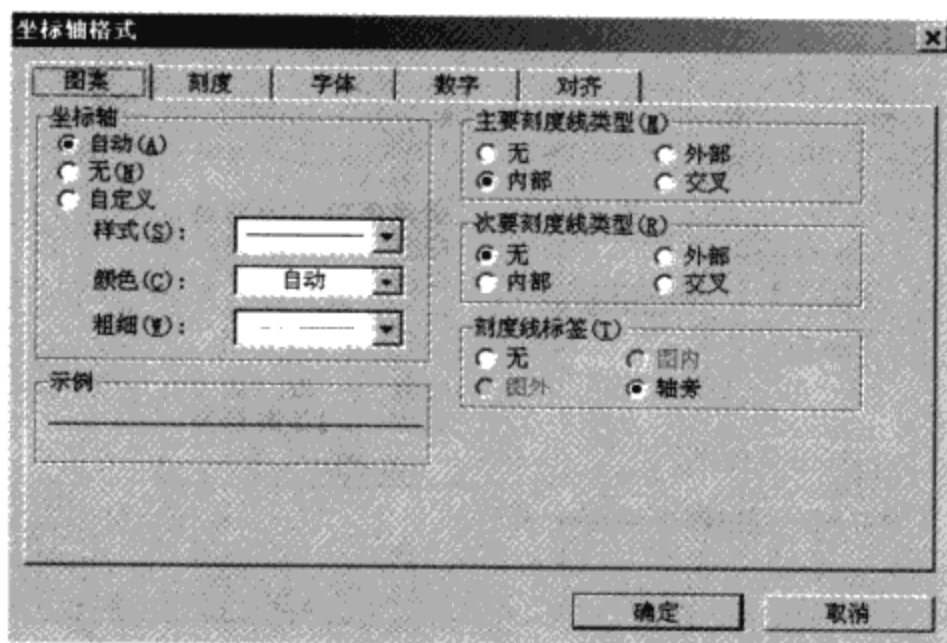 坐标轴格式
图案 刻度 字体 数字 对齐
坐标轴
自动(A)
无(N)
自定义
样式(S):
颜色(C): 自动
粗细(W):
示例
主要刻度线类型(M)
无 外部
内部 交叉
次要刻度线类型(R)
无 外部
内部 交叉
刻度线标签(T)
无 图内
图外 轴旁
确定 取消